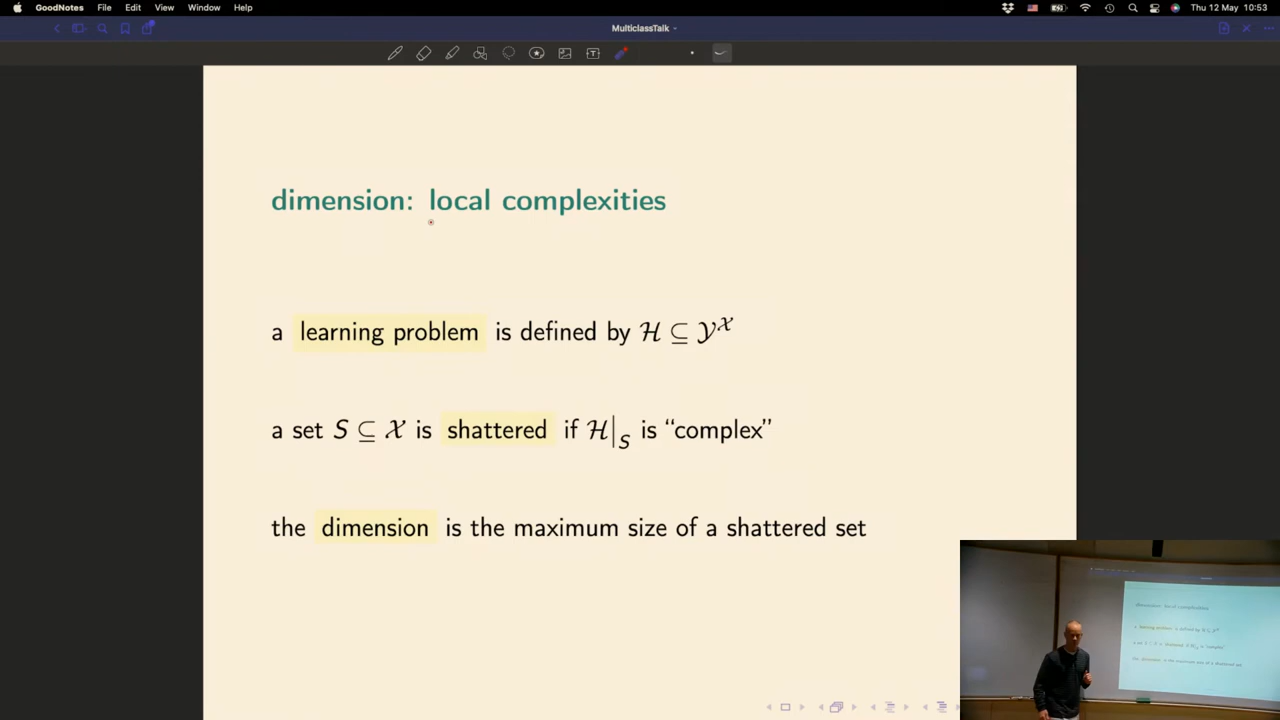 GoodNotes File Edit View Window Help Thu 12 May 10:53
MulticlassTalk
dimension: local complexities
a learning problem is defined by 𝓗 ⊆ 𝒴^𝒳
a set S ⊆ 𝒳 is shattered if 𝓗|_S is “complex”
the dimension is the maximum size of a shattered set